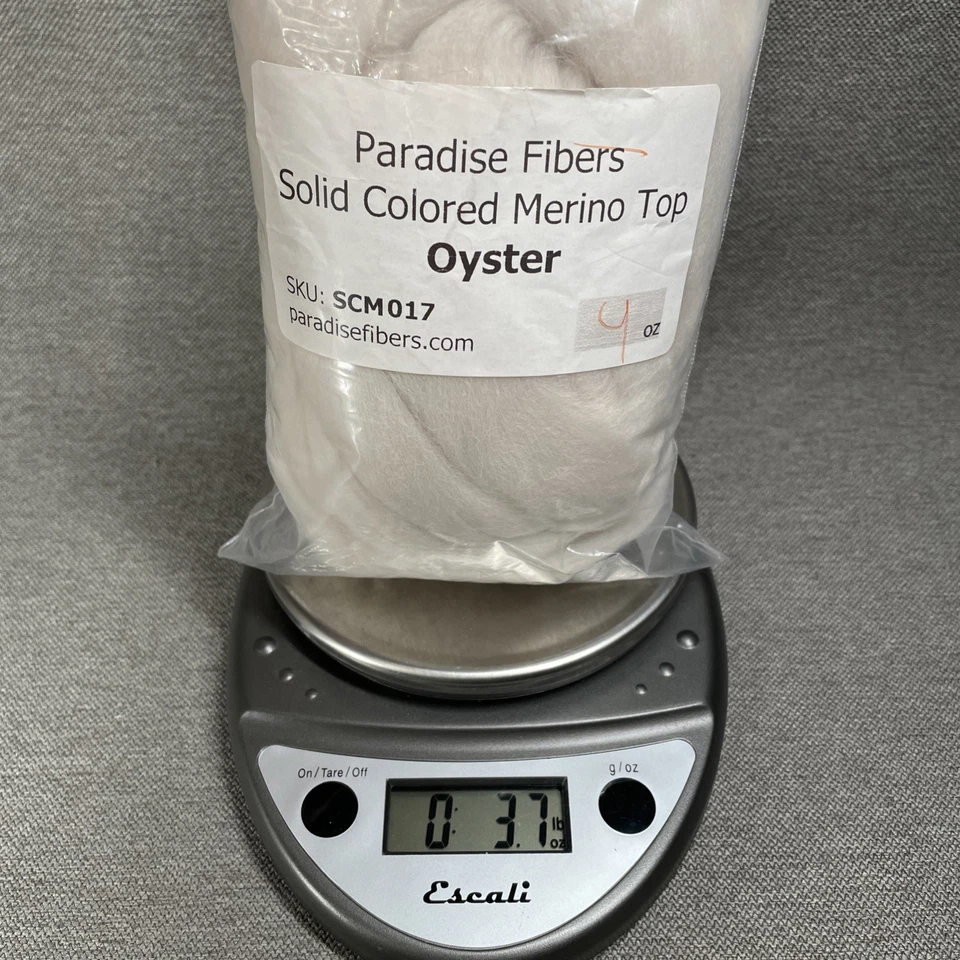 Paradise Fibers
Solid Colored Merino Top
Oyster
SKU: SCM017
4 oz
paradisefibers.com
On/Tare/Off
g/oz
0: 3.7 lb oz
Escali